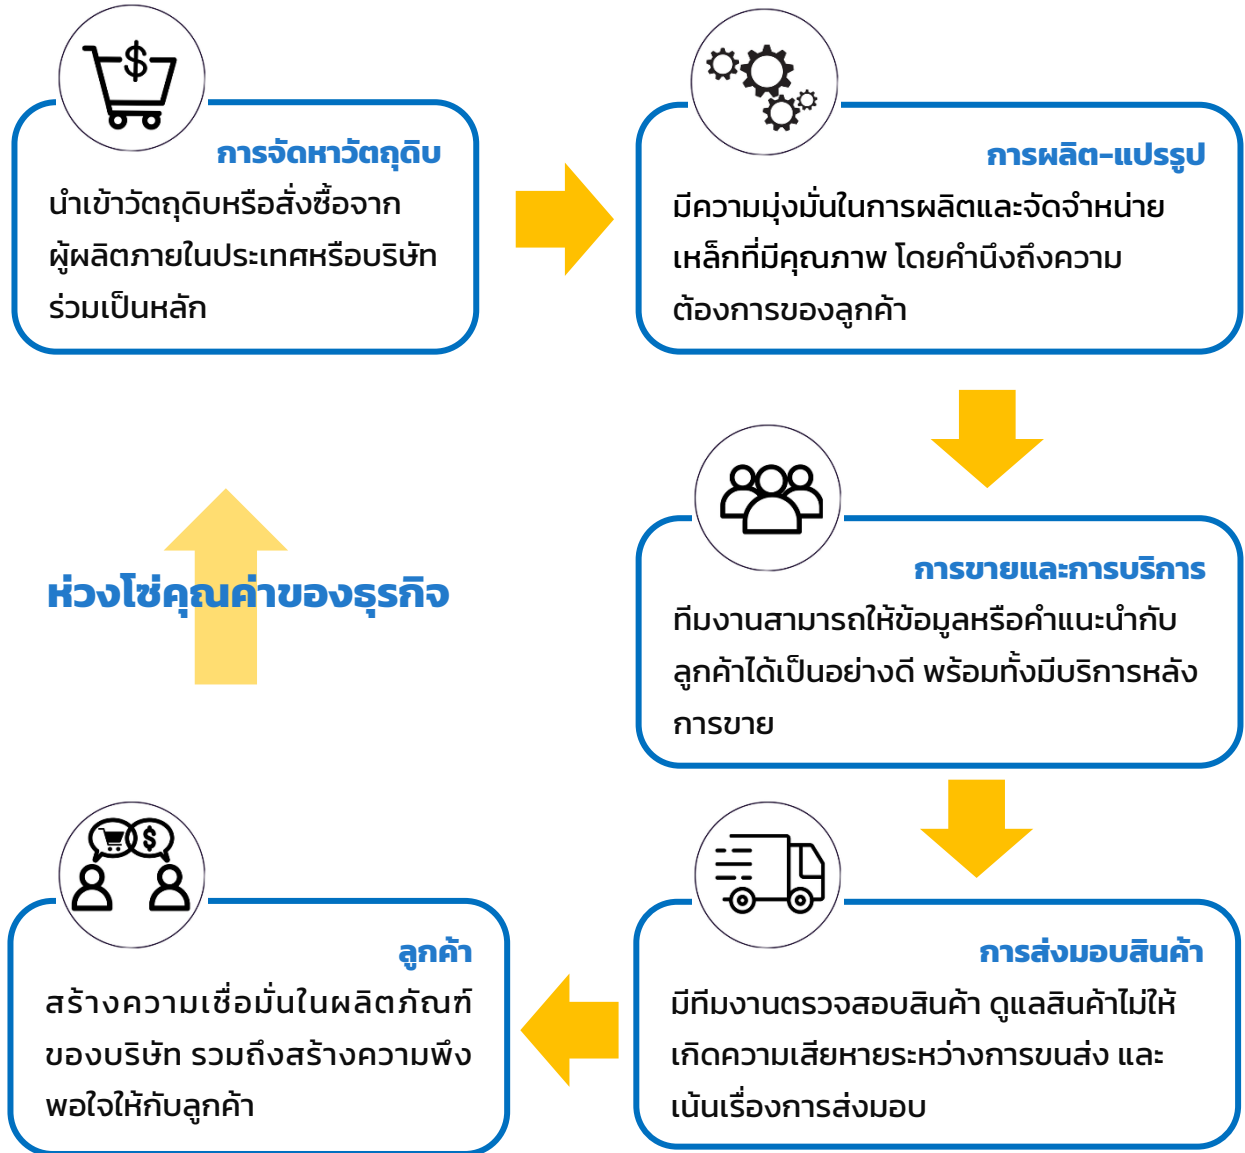 การจัดหาวัตถุดิบ
นำเข้าวัตถุดิบหรือสั่งซื้อจาก
ผู้ผลิตภายในประเทศหรือบริษัท
ร่วมเป็นหลัก
การผลิต-แปรรูป
มีความมุ่งมั่นในการผลิตและจัดจำหน่าย
เหล็กที่มีคุณภาพ โดยคำนึงถึงความ
ต้องการของลูกค้า
การขายและการบริการ
ทีมงานสามารถให้ข้อมูลหรือคำแนะนำกับ
ลูกค้าได้เป็นอย่างดี พร้อมทั้งมีบริการหลัง
การขาย
ห่วงโซ่คุณค่าของธุรกิจ
การส่งมอบสินค้า
มีทีมงานตรวจสอบสินค้า ดูแลสินค้าไม่ให้
เกิดความเสียหายระหว่างการขนส่ง และ
เน้นเรื่องการส่งมอบ
ลูกค้า
สร้างความเชื่อมั่นในผลิตภัณฑ์
ของบริษัท รวมถึงสร้างความพึง
พอใจให้กับลูกค้า